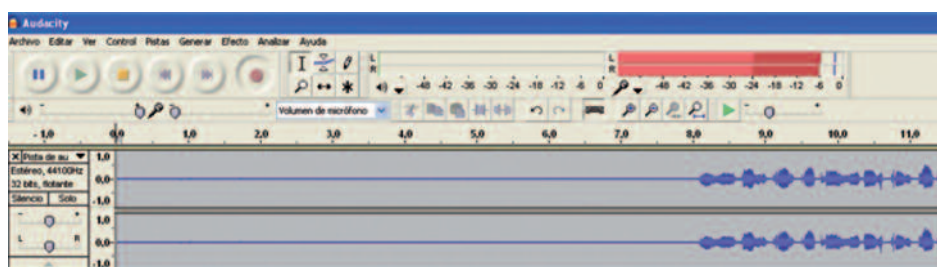 Audacity
Archivo Editar Ver Control Pistas Generar Efecto Analizar Ayuda
L
R
-48 -42 -36 -30 -24 -18 -12 -6 0
L
R
-48 -42 -36 -30 -24 -18 -12 -6 0
Volumen de micrófono
- 1,0 0,0 1,0 2,0 3,0 4,0 5,0 6,0 7,0 8,0 9,0 10,0 11,0
X Pista de au 1,0
Estéreo, 44100Hz 0,0
32 bits, flotante
Silencio Solo -1,0
- + 1,0
L R 0,0
-1,0